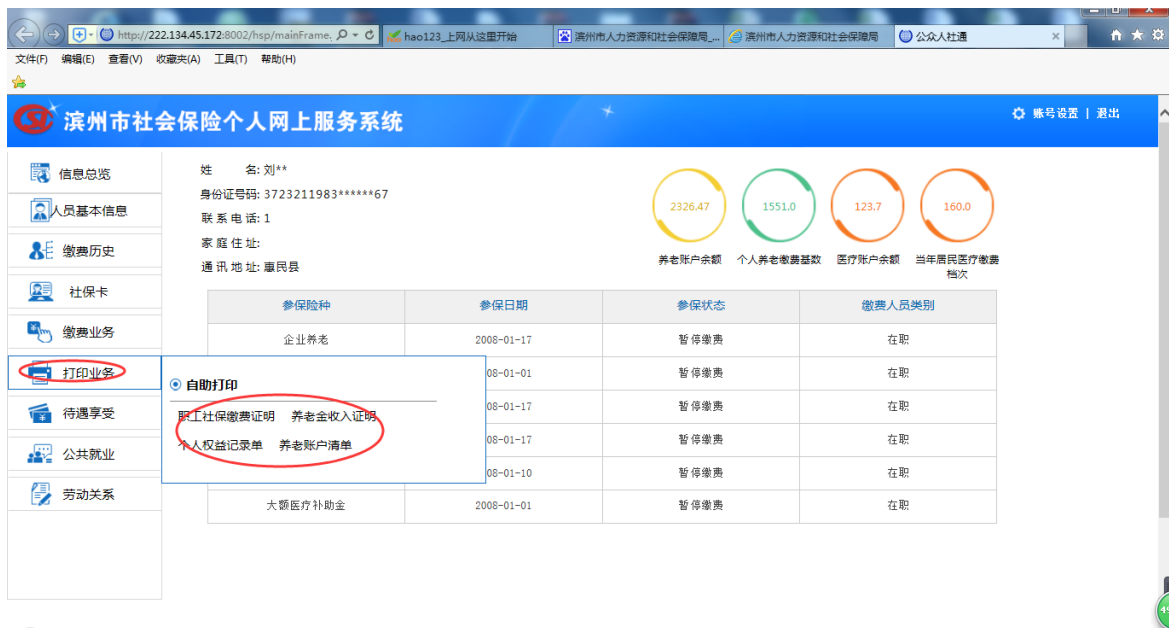 http://222.134.45.172:8002/hsp/mainFrame. hao123_上网从这里开始 滨州市人力资源和社会保障局_... 滨州市人力资源和社会保障局 公众人社通
文件(F) 编辑(E) 查看(V) 收藏夹(A) 工具(T) 帮助(H)
滨州市社会保险个人网上服务系统
账号设置 | 退出
信息总览
人员基本信息
缴费历史
社保卡
缴费业务
打印业务
待遇享受
公共就业
劳动关系
姓 名: 刘**
身份证号码: 3723211983******67
联系电话: 1
家庭住址:
通讯地址: 惠民县
2326.47 1551.0 123.7 160.0
养老账户余额 个人养老缴费基数 医疗账户余额 当年居民医疗缴费
档次
参保险种 参保日期 参保状态 缴费人员类别
企业养老 2008-01-17 暂停缴费 在职
08-01-01 暂停缴费 在职
08-01-17 暂停缴费 在职
08-01-17 暂停缴费 在职
08-01-10 暂停缴费 在职
大额医疗补助金 2008-01-01 暂停缴费 在职
自助打印
职工社保缴费证明 养老金收入证明
个人权益记录单 养老账户清单